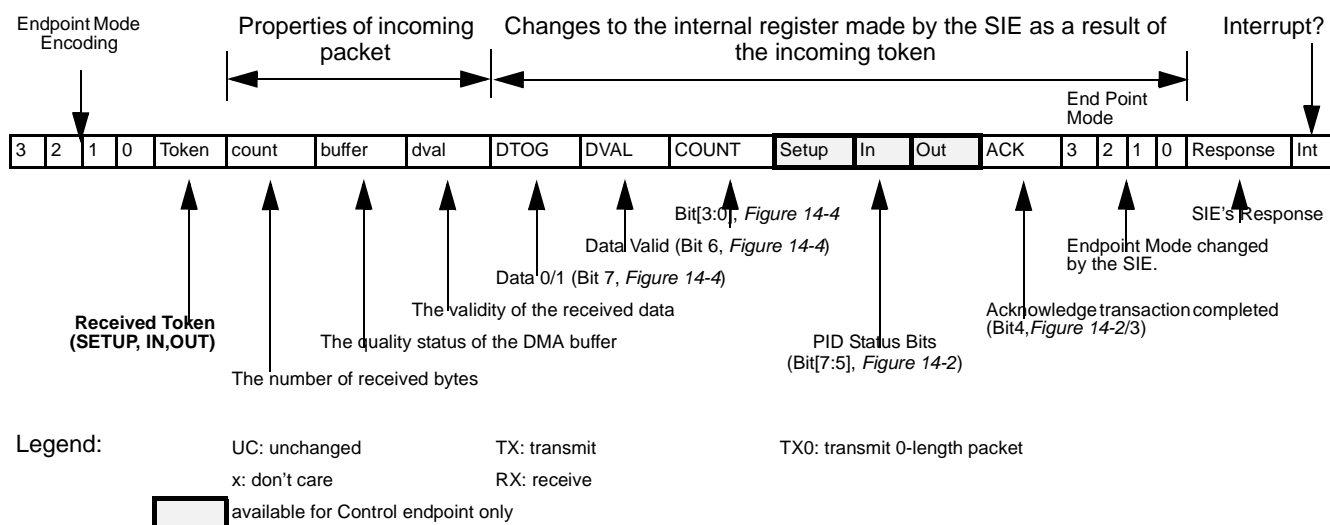 Endpoint Mode
Encoding
Properties of incoming
packet
Changes to the internal register made by the SIE as a result of
the incoming token
Interrupt?
End Point
Mode
3 2 1 0 Token count buffer dval DTOG DVAL COUNT Setup In Out ACK 3 2 1 0 Response Int
Bit[3:0], Figure 14-4
SIE's Response
Data Valid (Bit 6, Figure 14-4)
Endpoint Mode changed
by the SIE.
Data 0/1 (Bit 7, Figure 14-4)
The validity of the received data
Acknowledge transaction completed
(Bit4,Figure 14-2/3)
Received Token
(SETUP, IN,OUT)
The quality status of the DMA buffer
PID Status Bits
(Bit[7:5], Figure 14-2)
The number of received bytes
Legend:
UC: unchanged
TX: transmit
TX0: transmit 0-length packet
x: don't care
RX: receive
available for Control endpoint only